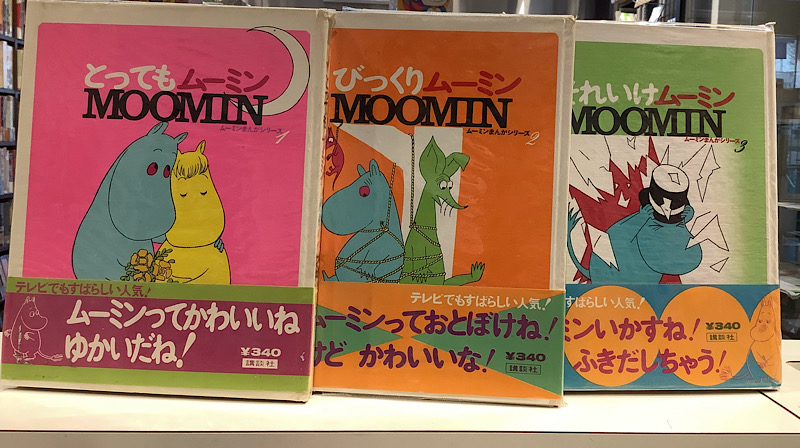 とってもムーミン
MOOMIN
ムーミンまんがシリーズ 1
テレビでもすばらしい人気!
ムーミンってかわいいね
ゆかいだね!
¥340
講談社
びっくりムーミン
MOOMIN
ムーミンまんがシリーズ 2
テレビでもすばらしい人気!
ムーミンっておとぼけね!
けど かわいいな!
¥340
講談社
それいけムーミン
MOOMIN
ムーミンまんがシリーズ 3
すばらしい人気!
ミンいかすね!
ふきだしちゃう!
¥340
講談社